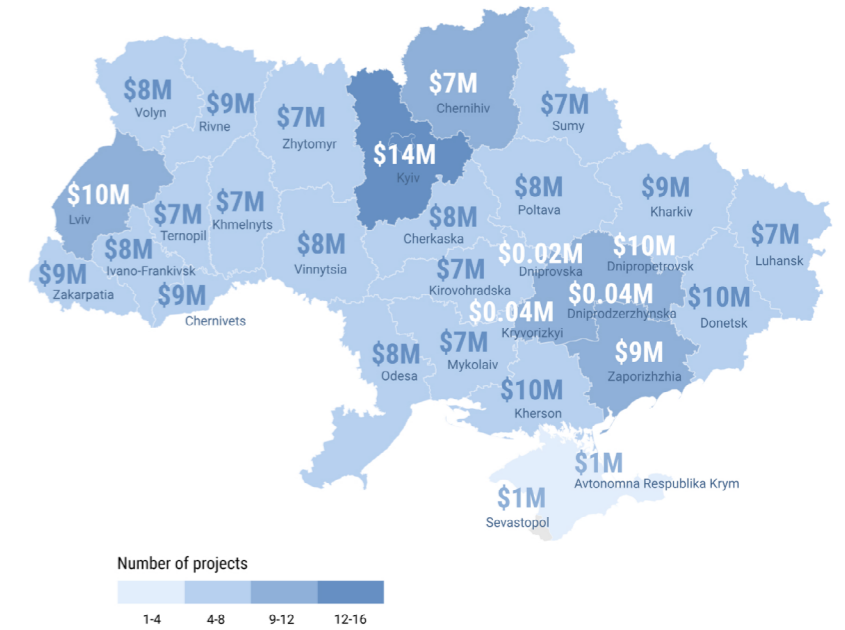 $7M
Chernihiv
$8M
Volyn
$9M
Rivne
$7M
Zhytomyr
$7M
Sumy
$14M
Kyiv
$10M
Lviv
$7M
Ternopil
$7M
Khmelnyts
$8M
Cherkaska
$8M
Poltava
$9M
Kharkiv
$7M
Luhansk
$8M
Ivano-Frankivsk
$9M
Zakarpatia
$9M
Chernivets
$8M
Vinnytsia
$7M
Kirovohradska
$0.02M
Dniprovska
$10M
Dnipropetrovsk
$0.04M
Dniprodzerzhynska
$0.04M
Kryvorizkyi
$10M
Donetsk
$8M
Odesa
$7M
Mykolaiv
$9M
Zaporizhzhia
$10M
Kherson
$1M
Avtonomna Respublika Krym
$1M
Sevastopol
Number of projects
1-4
4-8
9-12
12-16